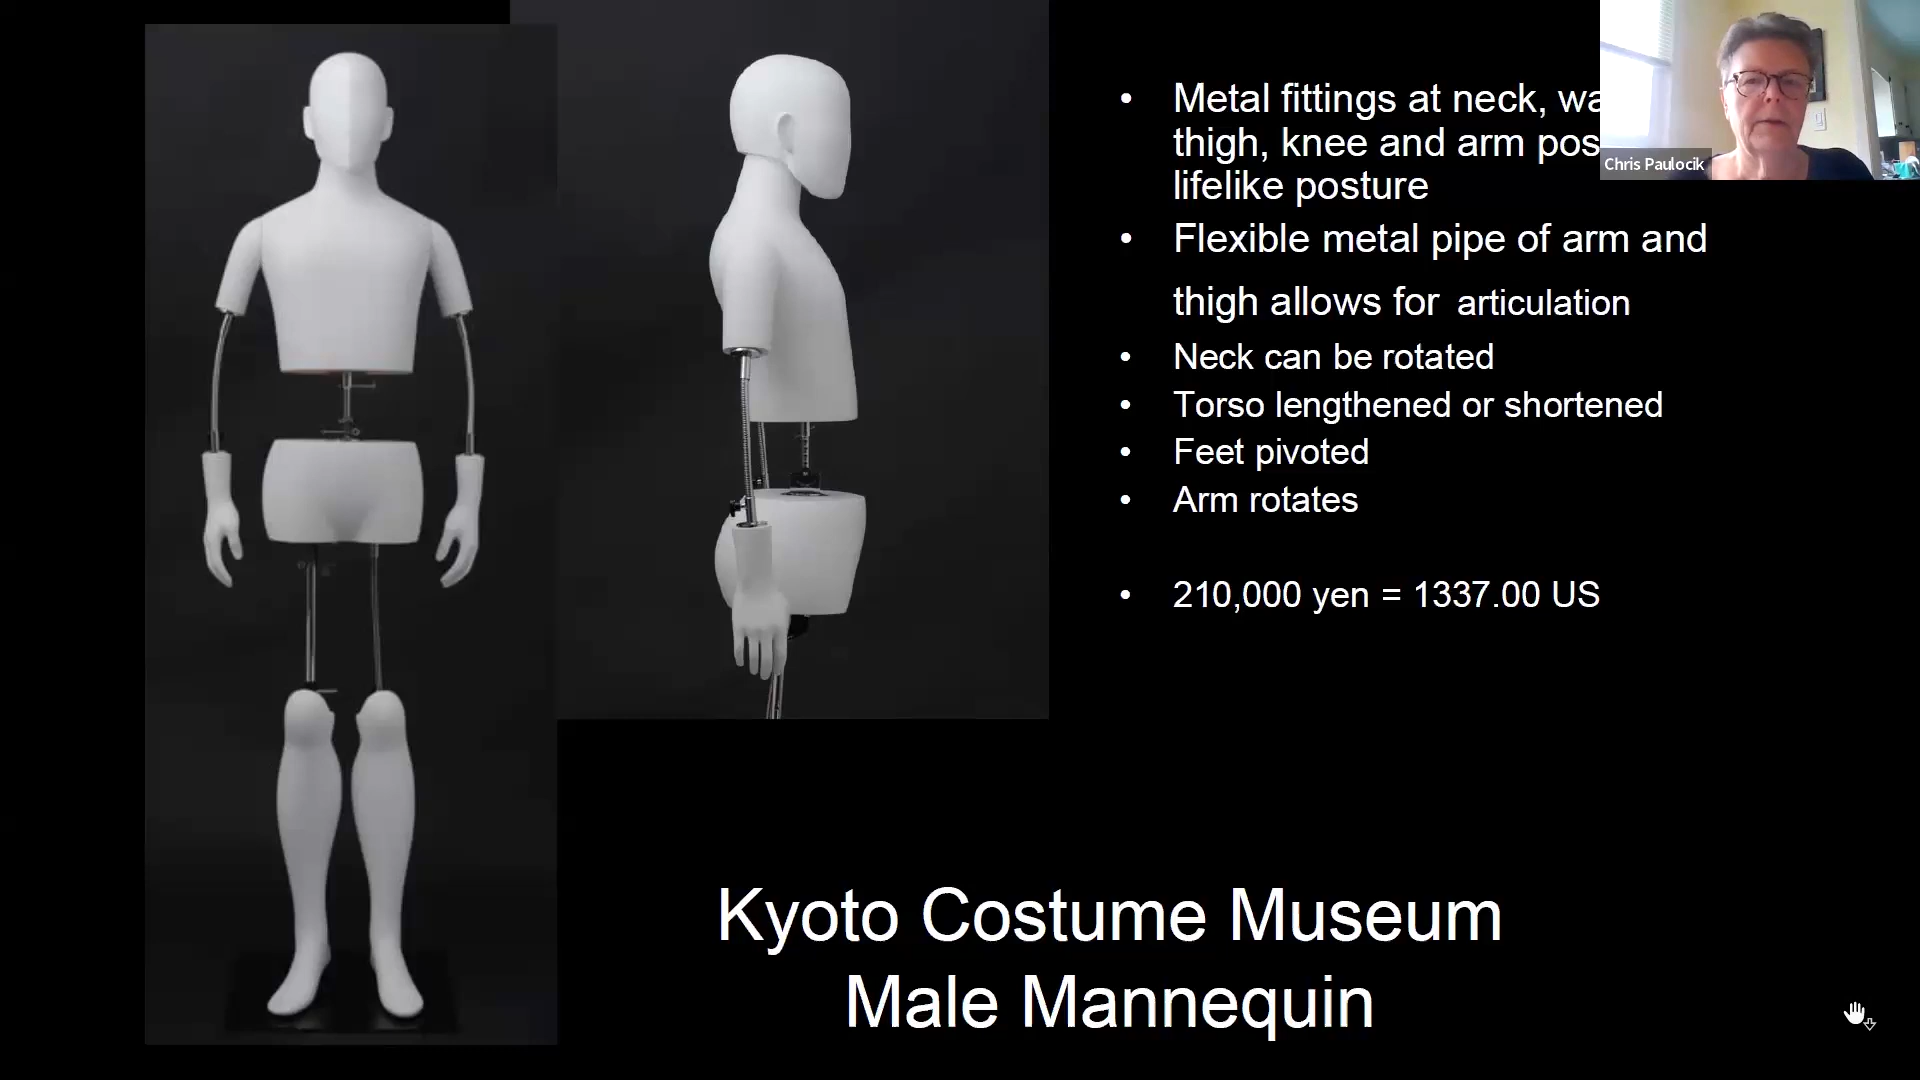 Metal fittings at neck,
thigh, knee and arm
lifelike posture
Flexible metal pipe of arm and
thigh allows for articulation
Neck can be rotated
Torso lengthened or shortened
Feet pivoted
Arm rotates
210,000 yen = 1337.00 US
Chris Paulocik
Kyoto Costume Museum
Male Mannequin